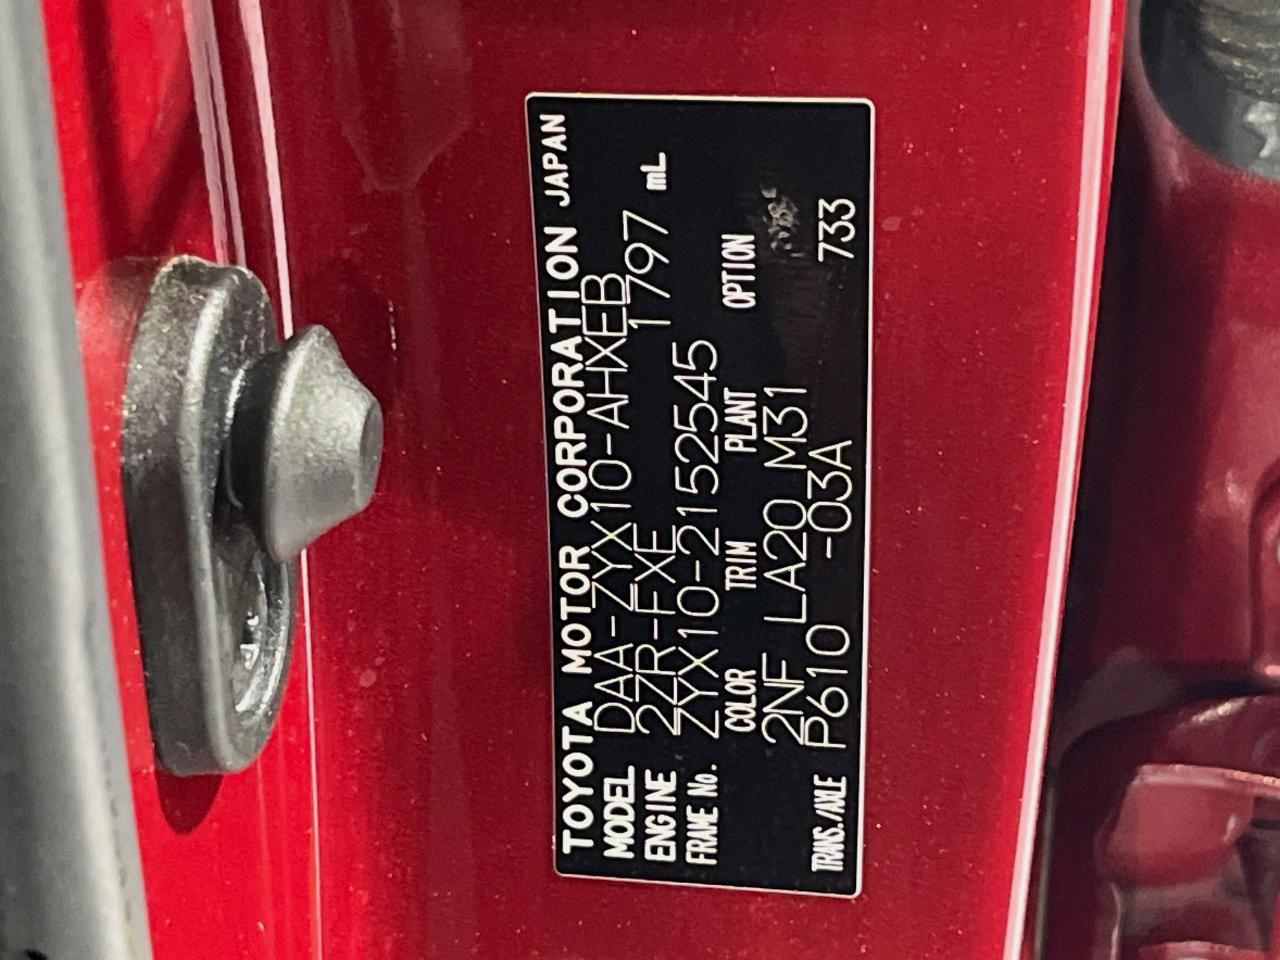 TOYOTA MOTOR CORPORATION JAPAN
MODEL DAA-ZYX10-AHXEB
ENGINE 2ZR-FXE 1797 mL
FRAME No. ZYX10-2152545
COLOR TRIM PLANT OPTION
2NF LA20 M31
TRANS./AXLE P610 -03A 733